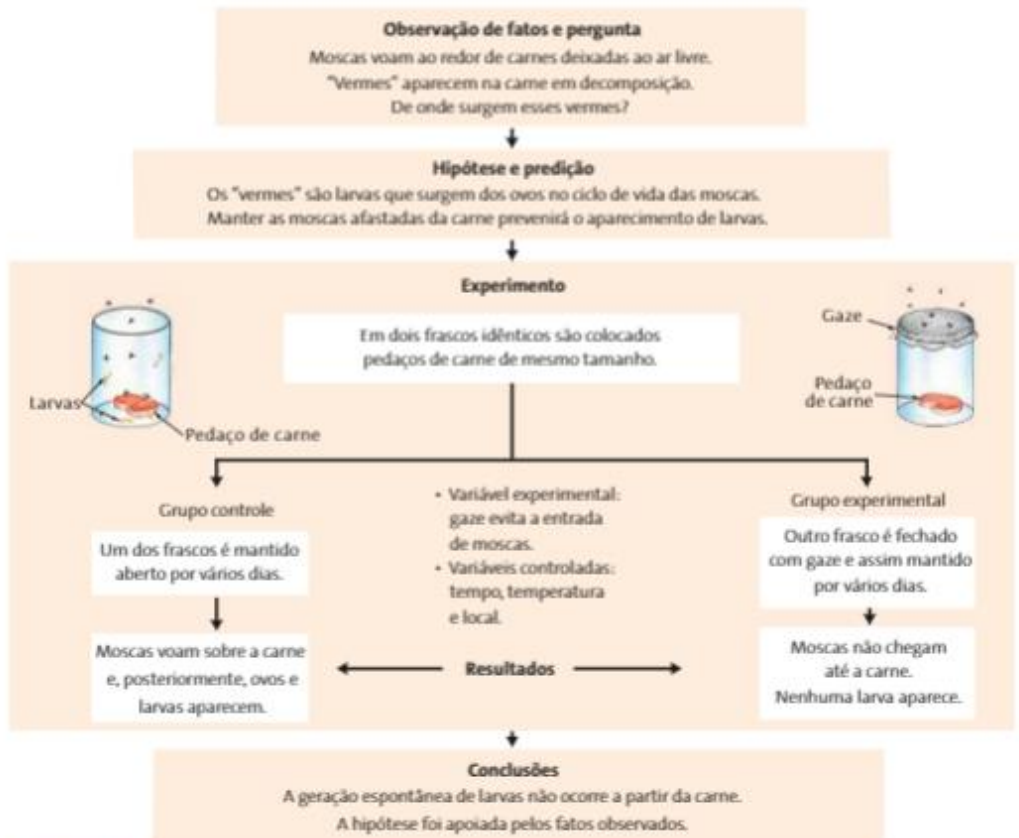 Observação de fatos e pergunta
Moscas voam ao redor de carnes deixadas ao ar livre.
"Vermes" aparecem na carne em decomposição.
De onde surgem esses vermes?
Hipótese e predição
Os "vermes" são larvas que surgem dos ovos no ciclo de vida das moscas.
Manter as moscas afastadas da carne prevenirá o aparecimento de larvas.
Experimento
Em dois frascos idênticos são colocados
pedaços de carne de mesmo tamanho.
Larvas
Pedaço de carne
Gaze
Pedaço
de carne
Grupo controle
Um dos frascos é mantido
aberto por vários dias.
Moscas voam sobre a carne
e, posteriormente, ovos e
larvas aparecem.
• Variável experimental:
gaze evita a entrada
de moscas.
• Variáveis controladas:
tempo, temperatura
e local.
Resultados
Grupo experimental
Outro frasco é fechado
com gaze e assim mantido
por vários dias.
Moscas não chegam
até a carne.
Nenhuma larva aparece.
Conclusões
A geração espontânea de larvas não ocorre a partir da carne.
A hipótese foi apoiada pelos fatos observados.